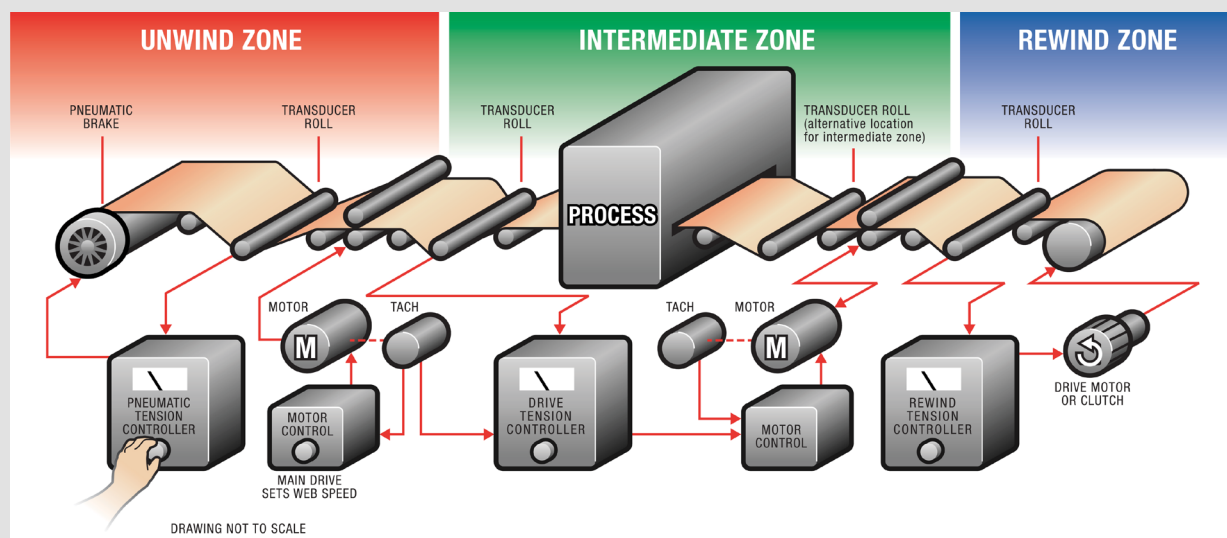 UNWIND ZONE
INTERMEDIATE ZONE
REWIND ZONE
PNEUMATIC
BRAKE
TRANSDUCER
ROLL
TRANSDUCER
ROLL
TRANSDUCER ROLL
(alternative location
for intermediate zone)
TRANSDUCER
ROLL
PROCESS
MOTOR
TACH
TACH
MOTOR
M
M
PNEUMATIC
TENSION
CONTROLLER
MOTOR
CONTROL
DRIVE
TENSION
CONTROLLER
MOTOR
CONTROL
REWIND
TENSION
CONTROLLER
DRIVE MOTOR
OR CLUTCH
MAIN DRIVE
SETS WEB SPEED
DRAWING NOT TO SCALE